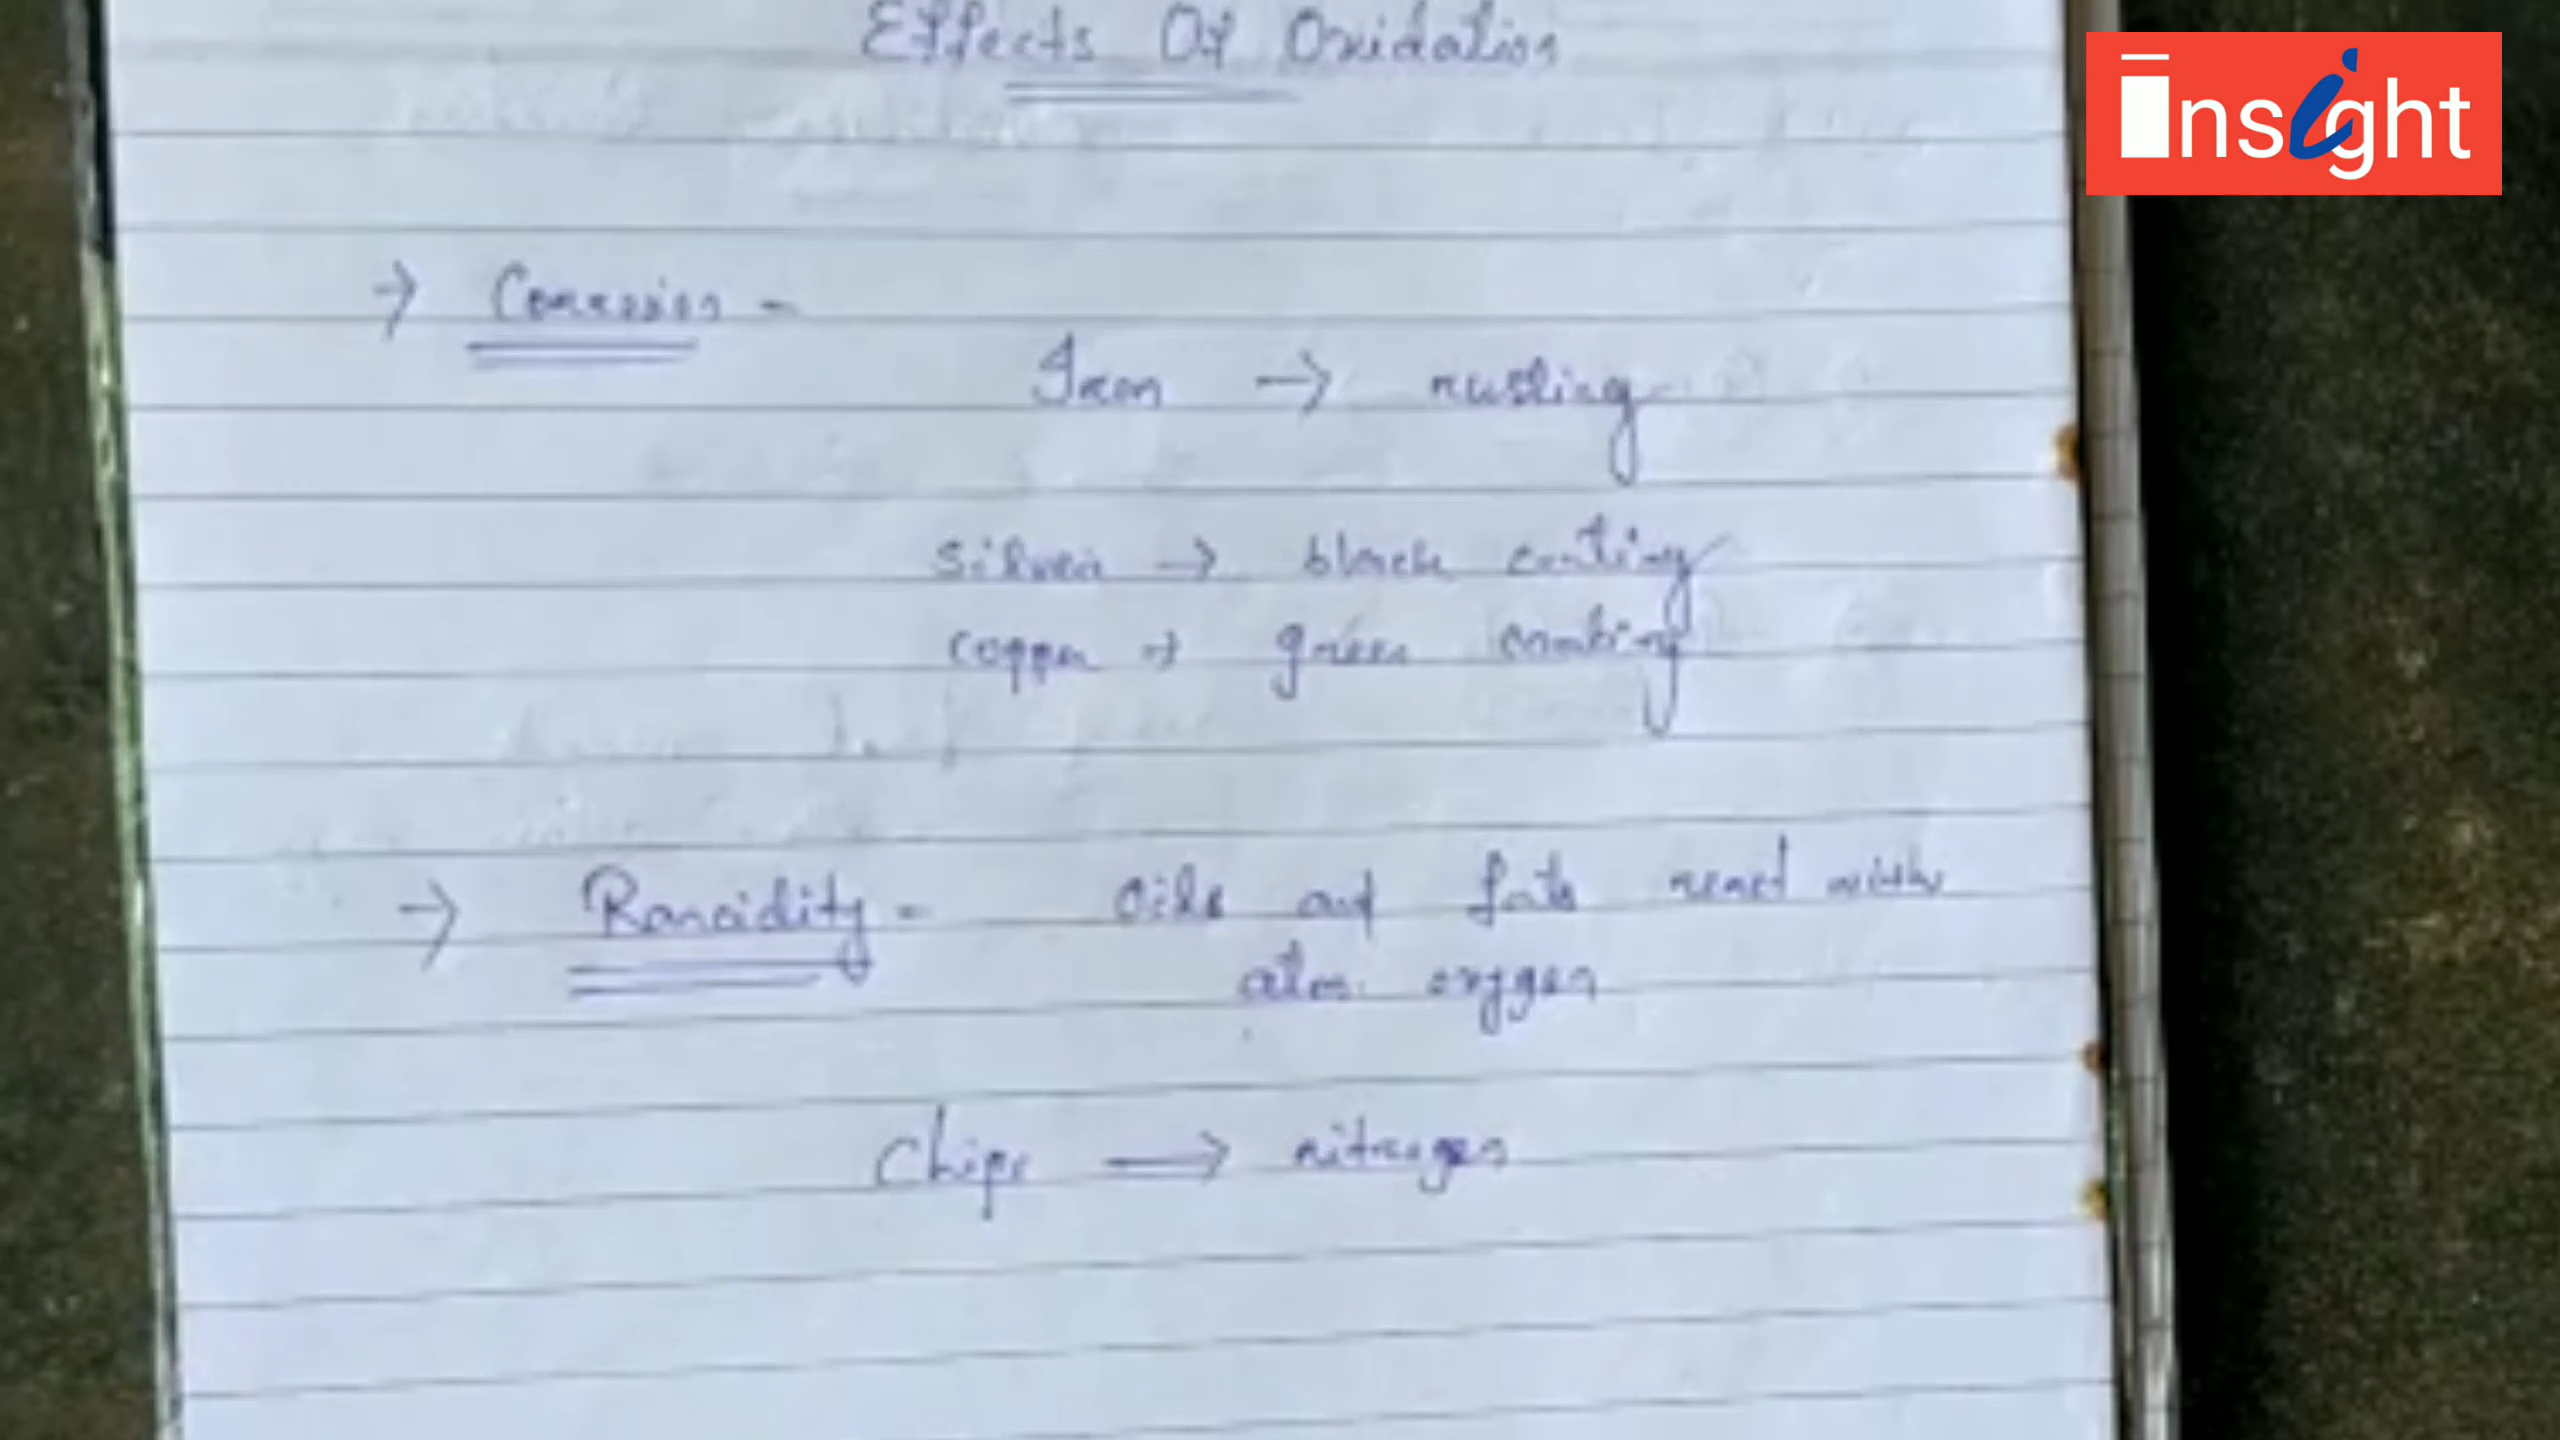 Effects Of Oxidation
Insight
→ Corrosion -
Iron → rusting
Silver → black coating
copper → green coating
→ Rancidity - Oils and fats react with
atm. oxygen
Chips → nitrogen